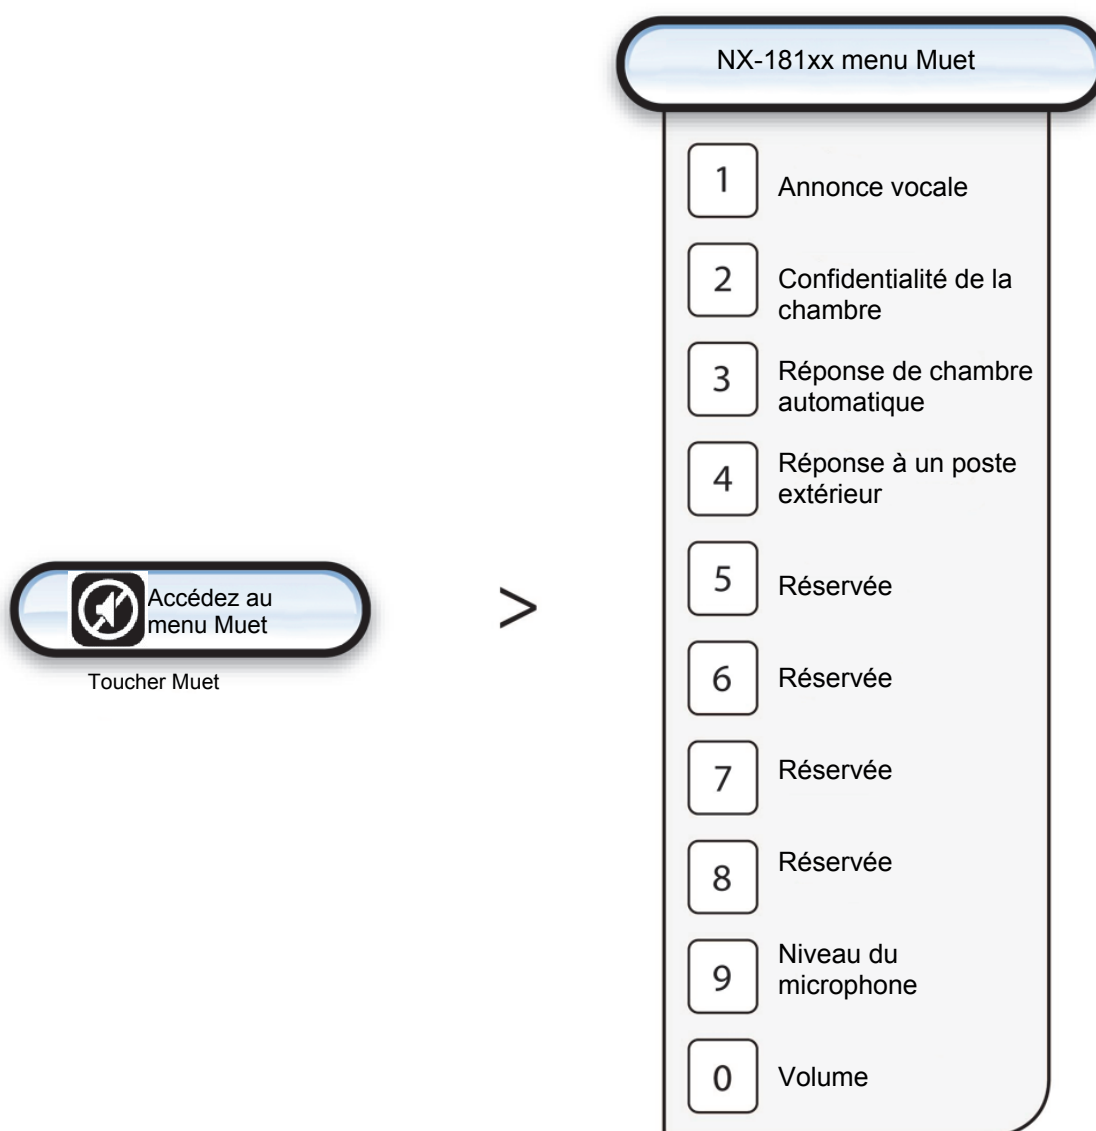 NX-181xx menu Muet
1 Annonce vocale
2 Confidentialité de la
chambre
3 Réponse de chambre
automatique
4 Réponse à un poste
extérieur
5 Réservée
6 Réservée
7 Réservée
8 Réservée
9 Niveau du
microphone
0 Volume
Accédez au
menu Muet
>
Toucher Muet